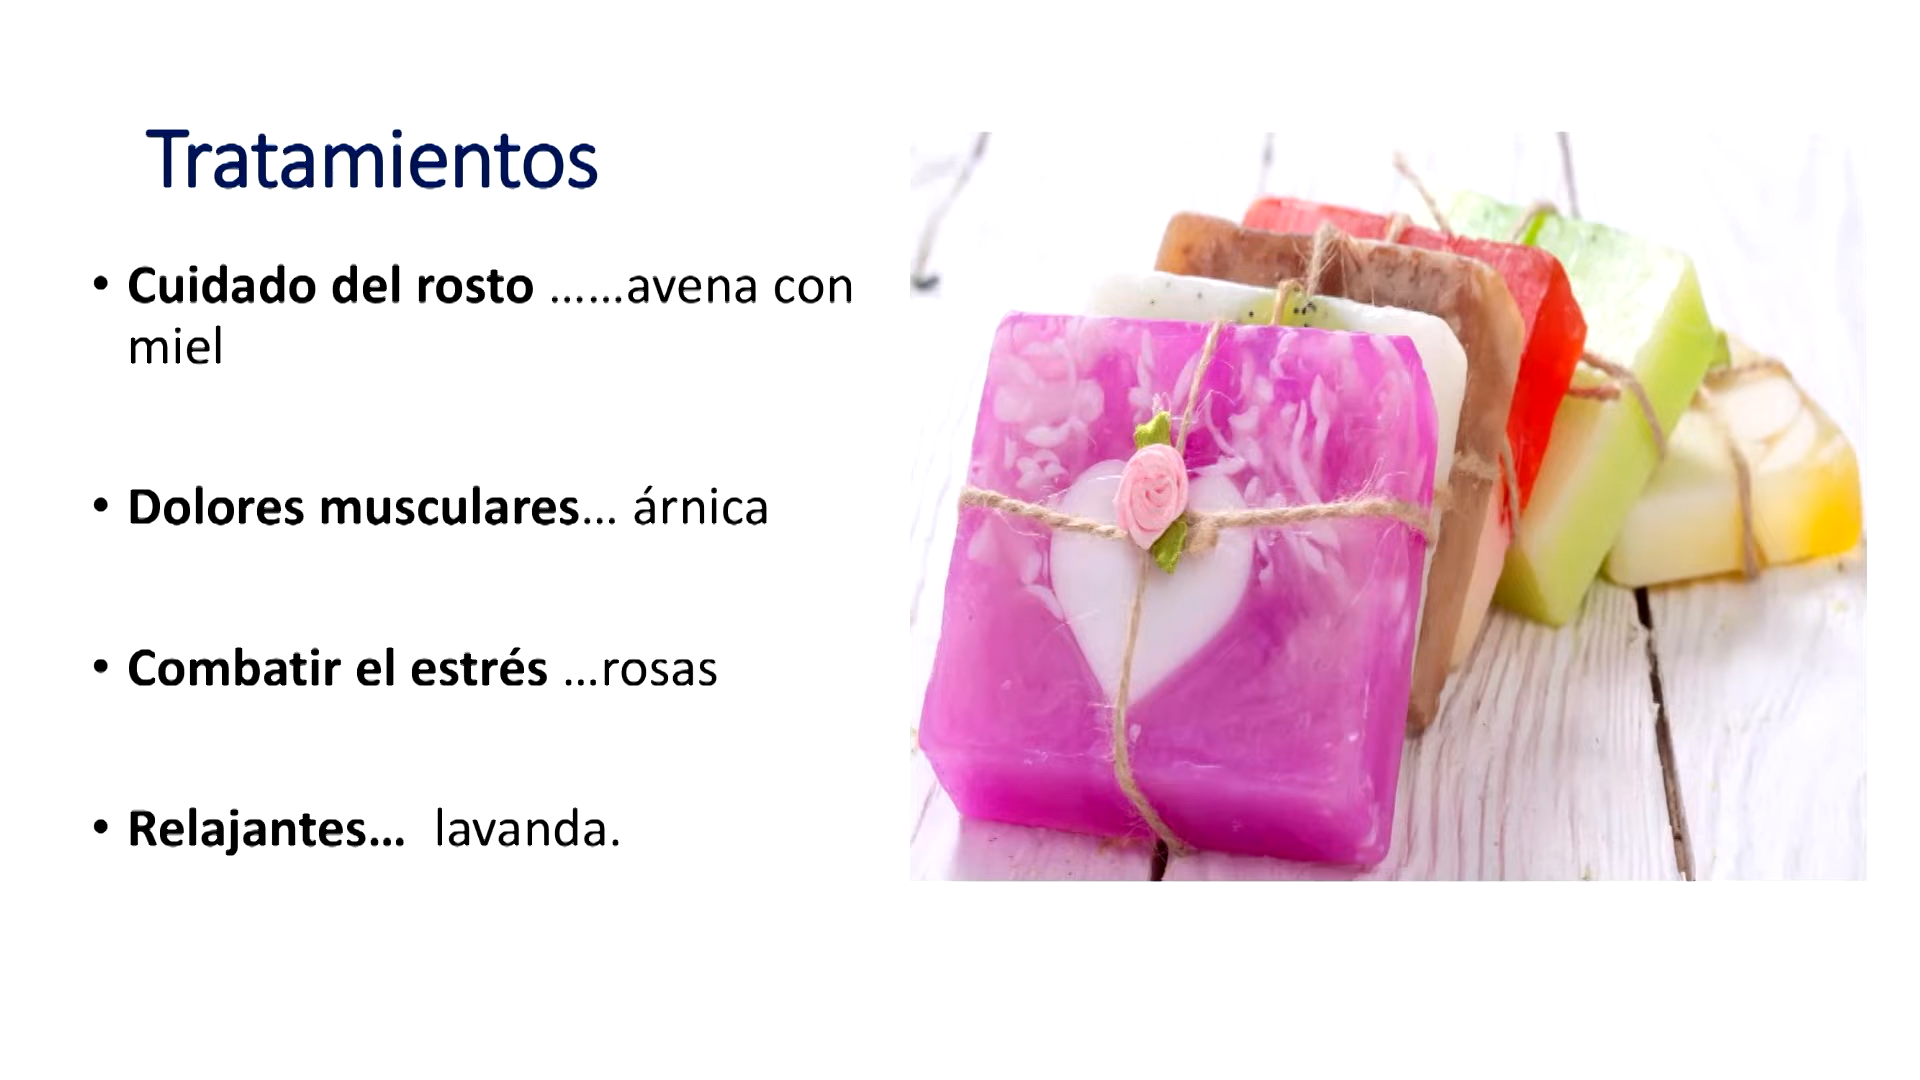 Tratamientos
• Cuidado del rosto ……avena con
miel
• Dolores musculares… árnica
• Combatir el estrés …rosas
• Relajantes…  lavanda.